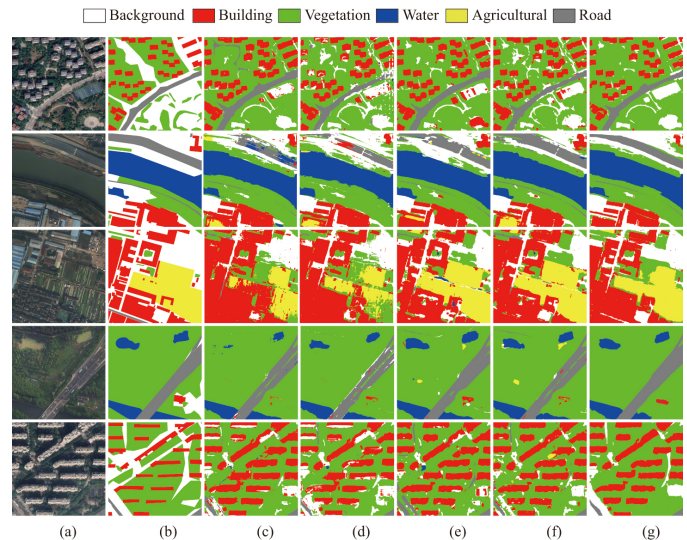 Background Building Vegetation Water Agricultural Road
(a) (b) (c) (d) (e) (f) (g)